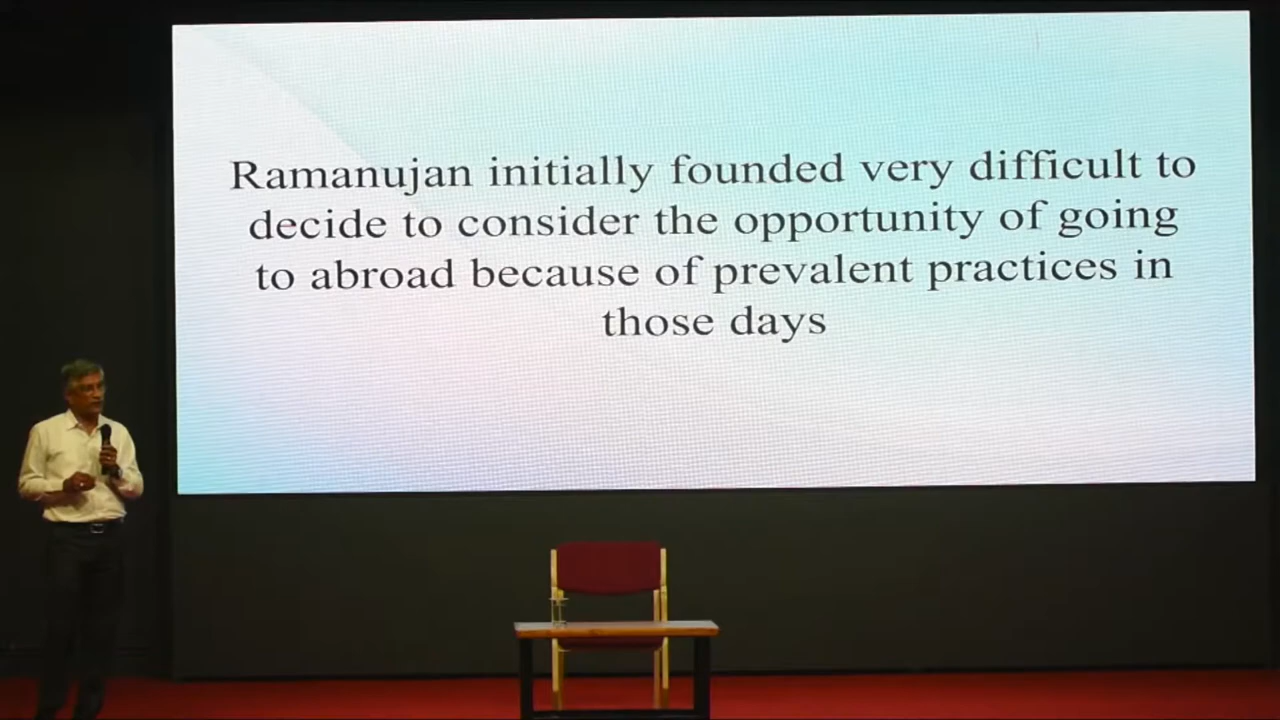 Ramanujan initially founded very difficult to
decide to consider the opportunity of going
to abroad because of prevalent practices in
those days